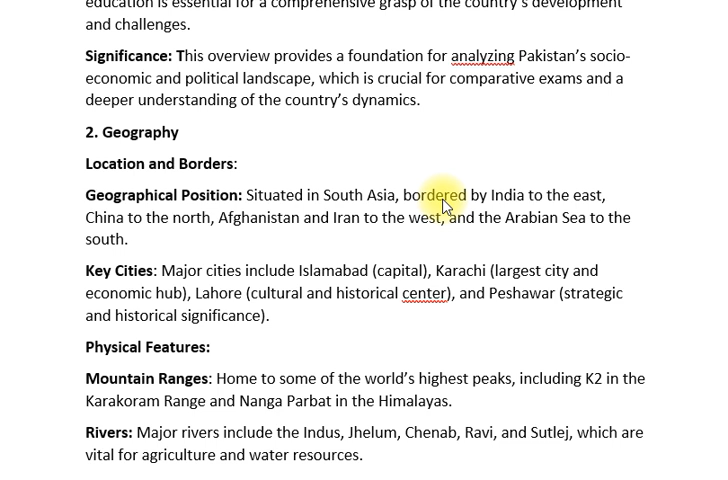 education is essential for a comprehensive grasp of the country's development
and challenges.
Significance: This overview provides a foundation for analyzing Pakistan's socio-
economic and political landscape, which is crucial for comparative exams and a
deeper understanding of the country's dynamics.
2. Geography
Location and Borders:
Geographical Position: Situated in South Asia, bordered by India to the east,
China to the north, Afghanistan and Iran to the west, and the Arabian Sea to the
south.
Key Cities: Major cities include Islamabad (capital), Karachi (largest city and
economic hub), Lahore (cultural and historical center), and Peshawar (strategic
and historical significance).
Physical Features:
Mountain Ranges: Home to some of the world's highest peaks, including K2 in the
Karakoram Range and Nanga Parbat in the Himalayas.
Rivers: Major rivers include the Indus, Jhelum, Chenab, Ravi, and Sutlej, which are
vital for agriculture and water resources.